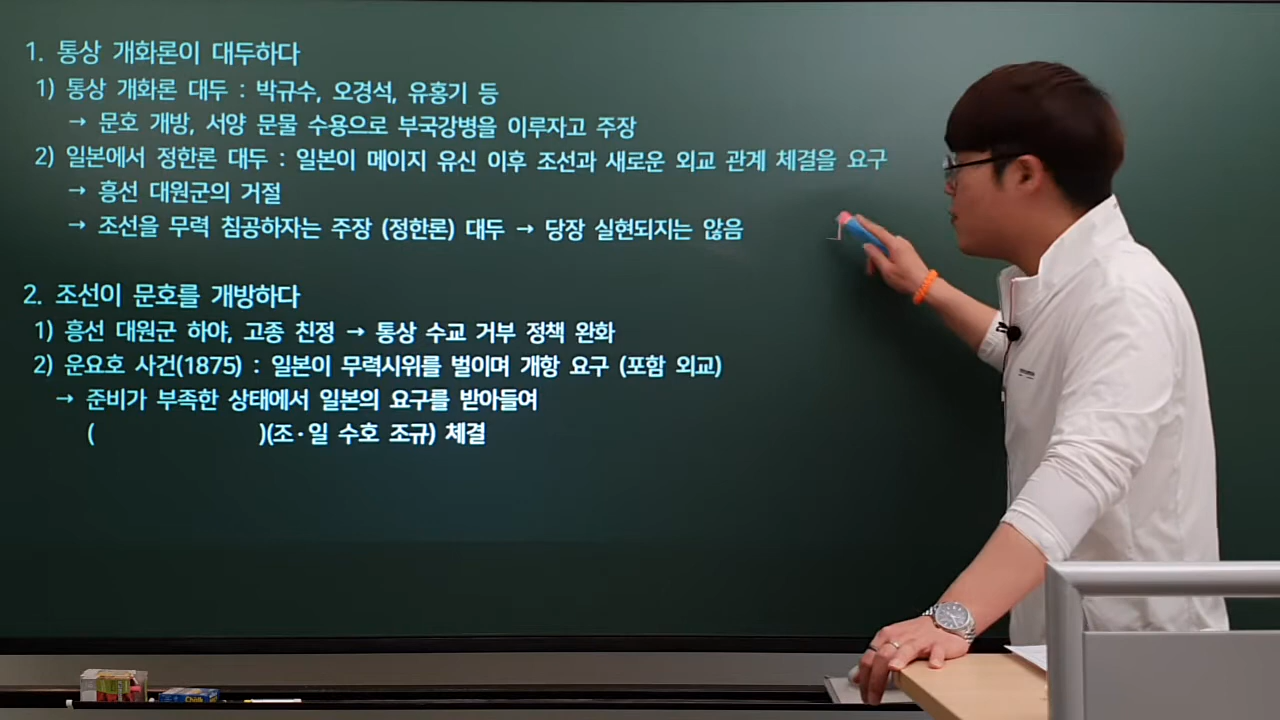 1. 통상 개화론이 대두하다
1) 통상 개화론 대두 : 박규수, 오경석, 유홍기 등
→ 문호 개방, 서양 문물 수용으로 부국강병을 이루자고 주장
2) 일본에서 정한론 대두 : 일본이 메이지 유신 이후 조선과 새로운 외교 관계 체결을 요구
→ 흥선 대원군의 거절
→ 조선을 무력 침공하자는 주장 (정한론) 대두 → 당장 실현되지는 않음
2. 조선이 문호를 개방하다
1) 흥선 대원군 하야, 고종 친정 → 통상 수교 거부 정책 완화
2) 운요호 사건(1875) : 일본이 무력시위를 벌이며 개항 요구 (포함 외교)
→ 준비가 부족한 상태에서 일본의 요구를 받아들여
( )(조·일 수호 조규) 체결